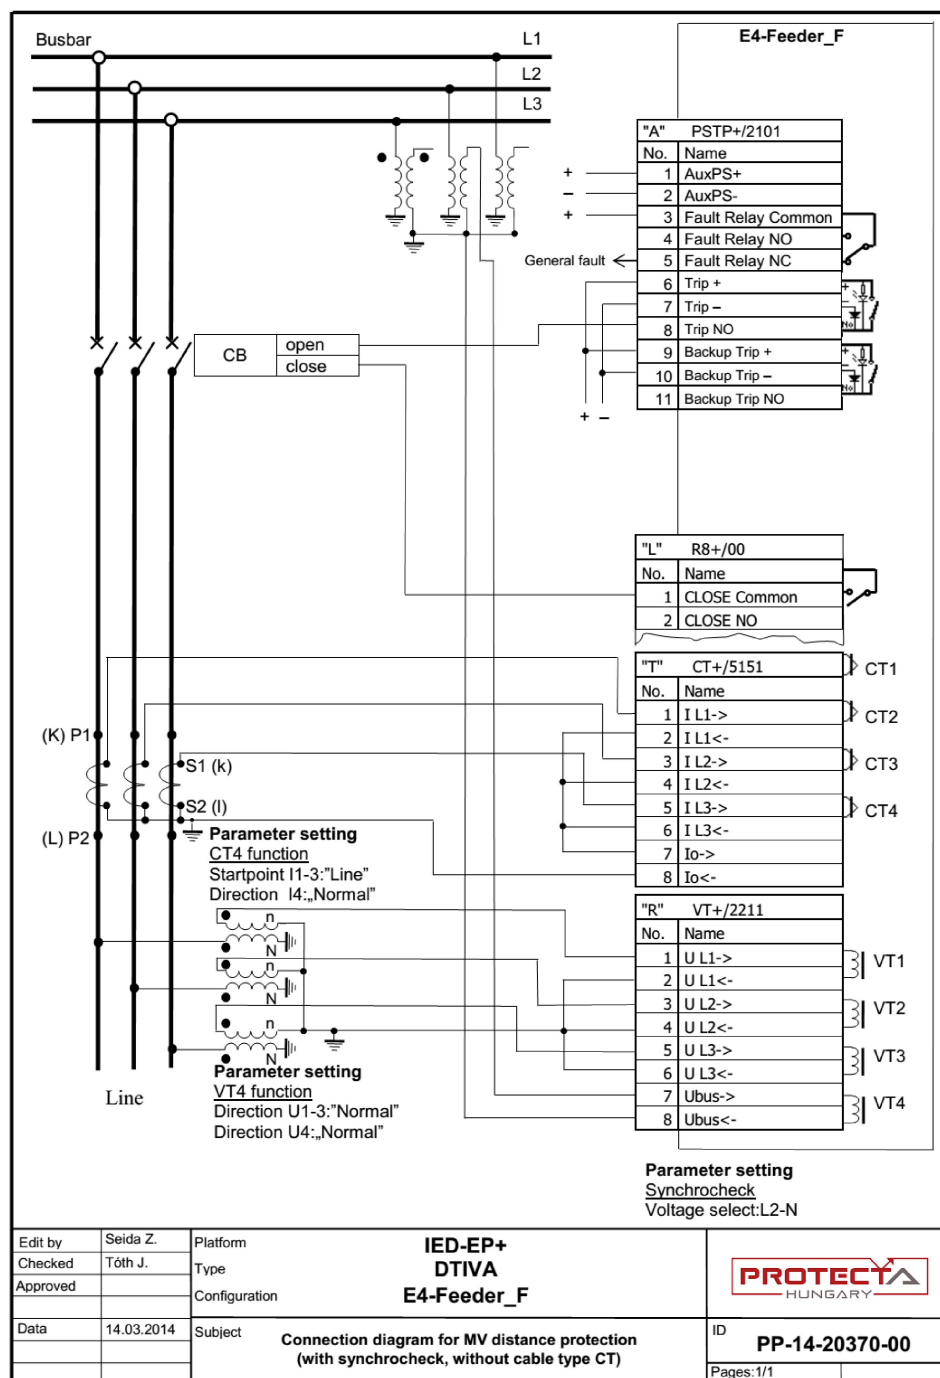 Busbar
L1
L2
L3
E4-Feeder_F
"A" PSTP+/2101
No. Name
1 AuxPS+
2 AuxPS-
3 Fault Relay Common
4 Fault Relay NO
5 Fault Relay NC
6 Trip +
7 Trip –
8 Trip NO
9 Backup Trip +
10 Backup Trip –
11 Backup Trip NO
+
–
+
General fault
+ –
+
No
+
No
CB open
close
"L" R8+/00
No. Name
1 CLOSE Common
2 CLOSE NO
"T" CT+/5151
No. Name
1 I L1->
2 I L1<-
3 I L2->
4 I L2<-
5 I L3->
6 I L3<-
7 Io->
8 Io<-
CT1
CT2
CT3
CT4
(K) P1
S1 (k)
S2 (l)
(L) P2
Parameter setting
CT4 function
Startpoint I1-3:"Line"
Direction I4:„Normal”
n
N
n
N
n
N
"R" VT+/2211
No. Name
1 U L1->
2 U L1<-
3 U L2->
4 U L2<-
5 U L3->
6 U L3<-
7 Ubus->
8 Ubus<-
VT1
VT2
VT3
VT4
Line
Parameter setting
VT4 function
Direction U1-3:"Normal”
Direction U4:„Normal”
Parameter setting
Synchrocheck
Voltage select:L2-N
Edit by Seida Z.
Checked Tóth J.
Approved
Data 14.03.2014
Platform IED-EP+
Type DTIVA
Configuration E4-Feeder_F
Subject Connection diagram for MV distance protection
(with synchrocheck, without cable type CT)
PROTECTA
HUNGARY
ID
PP-14-20370-00
Pages:1/1